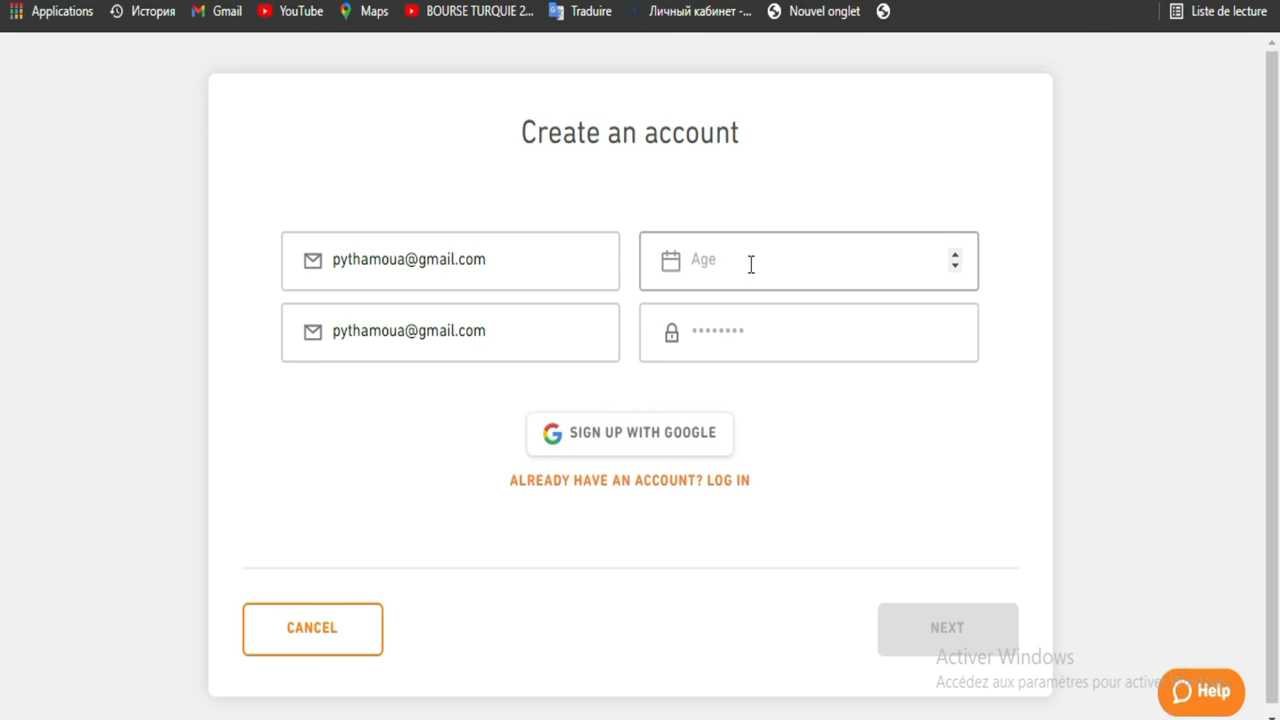 Applications История Gmail YouTube Maps BOURSE TURQUIE 2... Traduire Личный кабинет -... Nouvel onglet Liste de lecture
Create an account
pythamoua@gmail.com Age
pythamoua@gmail.com ••••••••
SIGN UP WITH GOOGLE
ALREADY HAVE AN ACCOUNT? LOG IN
CANCEL NEXT
Activer Windows
Accédez aux paramètres pour activer
Help